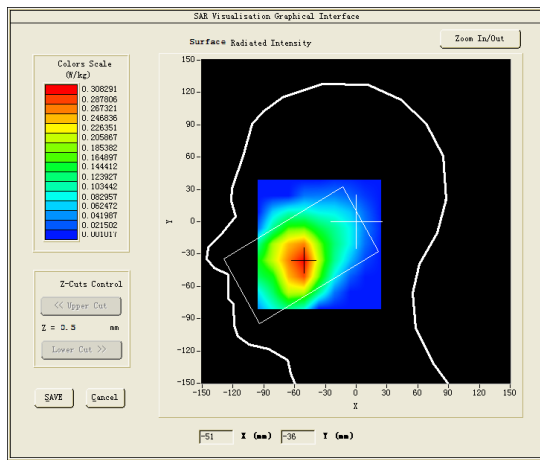 SAR Visualisation Graphical Interface
Surface Radiated Intensity
Zoom In/Out
Colors Scale
(W/kg)
0.308291
0.287806
0.267321
0.246836
0.226351
0.205867
0.185382
0.164897
0.144412
0.123927
0.103442
0.082957
0.062472
0.041987
0.021502
0.001017
Z-Cuts Control
<< Upper Cut
Z = 3.5 mm
Lower Cut >>
SAVE
Cancel
150
120
90
60
30
0
-30
-60
-90
-120
-150
Y
-150 -120 -90 -60 -30 0 30 60 90 120 150
X
-51 X (mm) -36 Y (mm)